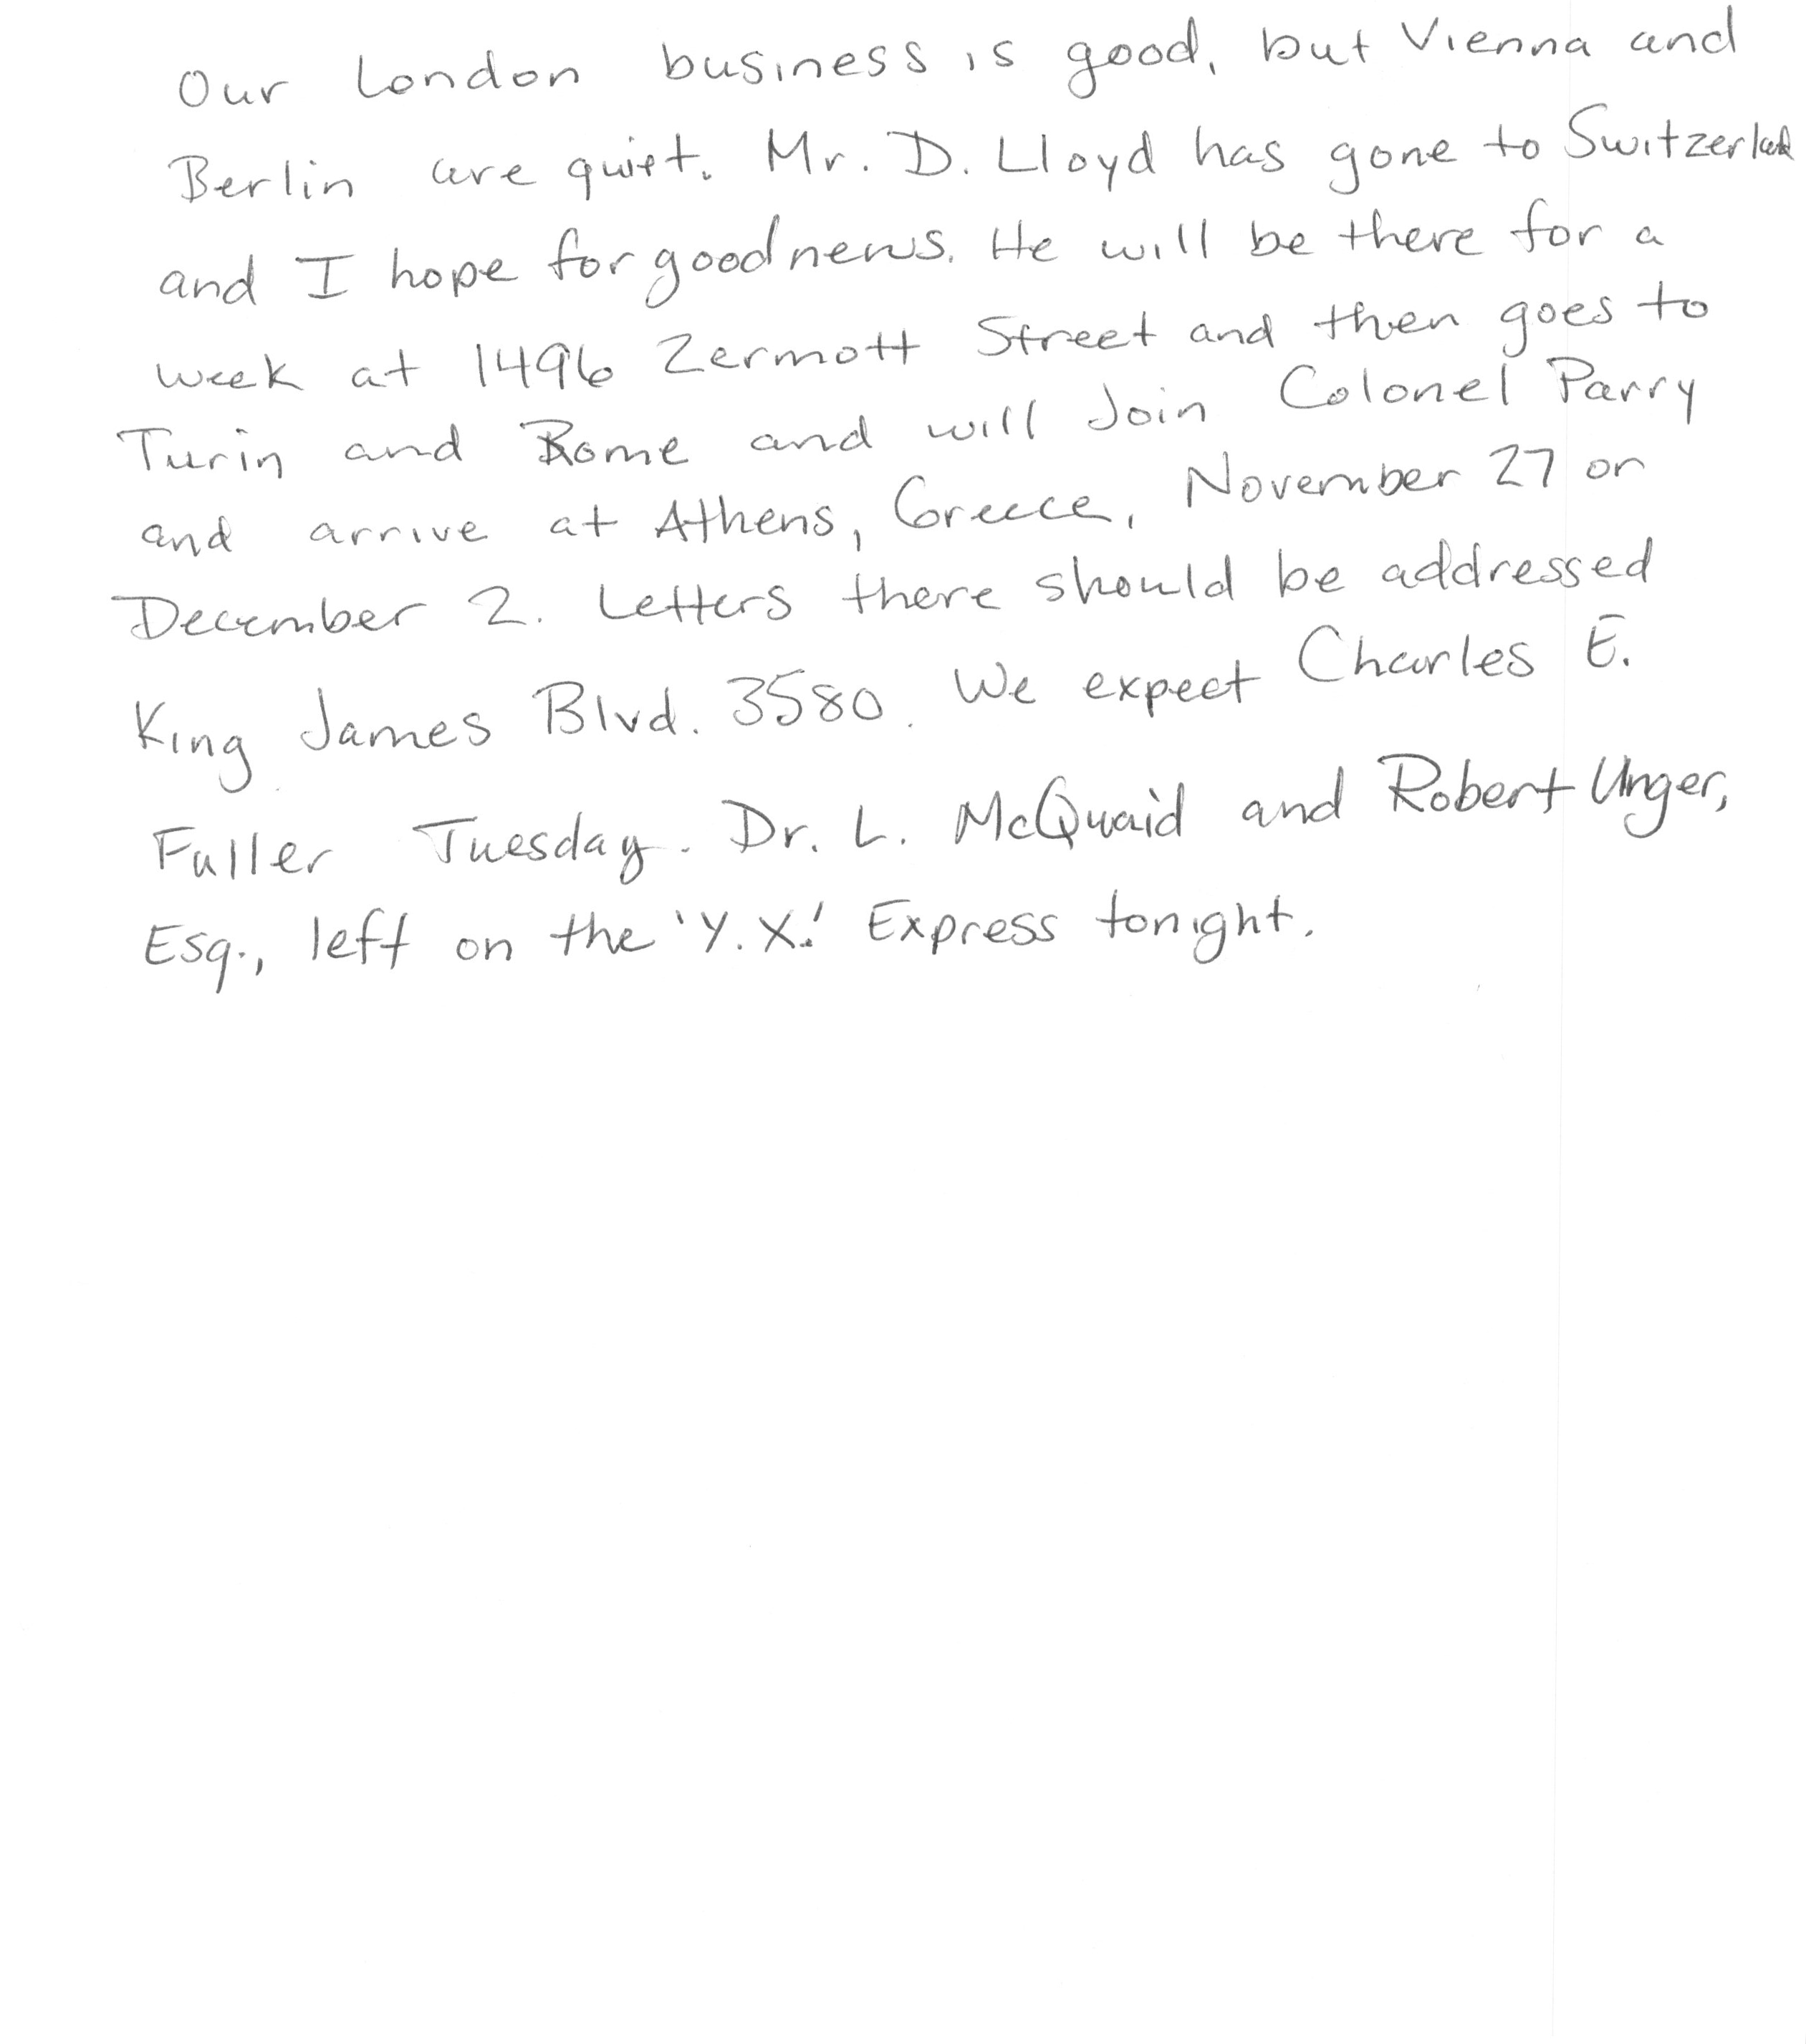 Our London business is good, but Vienna and
Berlin are quiet. Mr. D. Lloyd has gone to Switzerland
and I hope for good news. He will be there for a
week at 1496 Zermott Street and then goes to
Turin and Rome and will Join Colonel Parry
and arrive at Athens, Greece, November 27 or
December 2. Letters there should be addressed
King James Blvd. 3580. We expect Charles E.
Fuller Tuesday. Dr. L. McQuaid and Robert Unger,
Esq., left on the 'Y.X.' Express tonight.